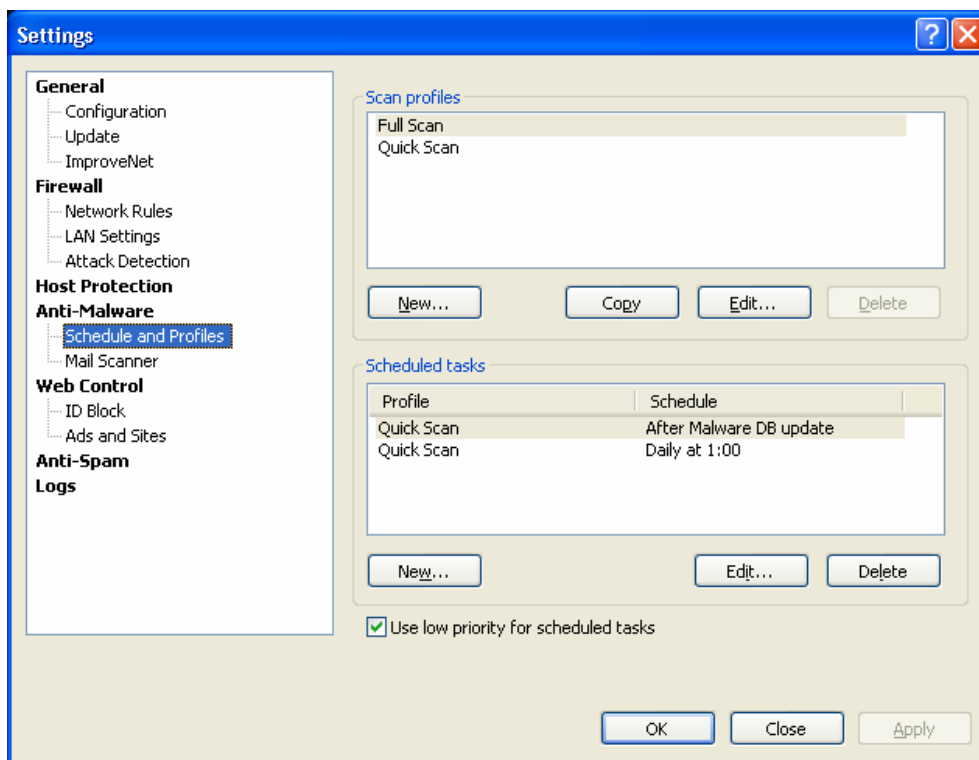 Settings
General
Configuration
Update
ImproveNet
Firewall
Network Rules
LAN Settings
Attack Detection
Host Protection
Anti-Malware
Schedule and Profiles
Mail Scanner
Web Control
ID Block
Ads and Sites
Anti-Spam
Logs
Scan profiles
Full Scan
Quick Scan
New... Copy Edit... Delete
Scheduled tasks
Profile Schedule
Quick Scan After Malware DB update
Quick Scan Daily at 1:00
New... Edit... Delete
Use low priority for scheduled tasks
OK Close Apply